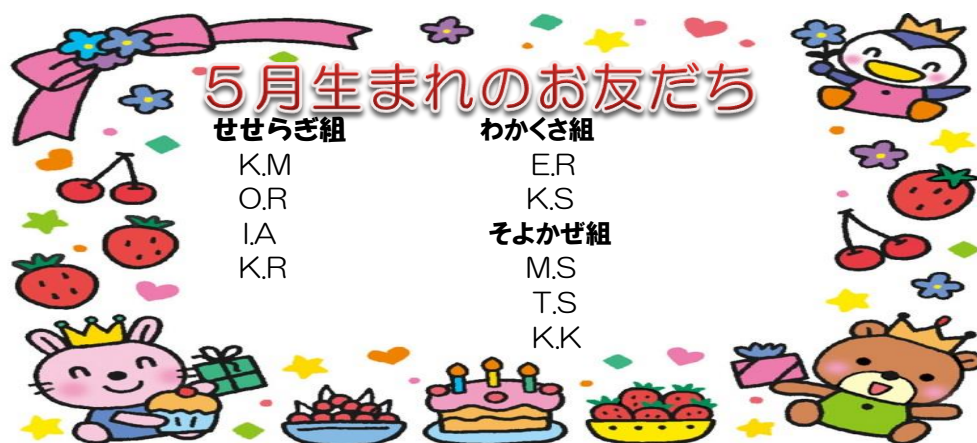 5月生まれのお友だち
せせらぎ組
K.M
O.R
I.A
K.R
わかくさ組
E.R
K.S
そよかぜ組
M.S
T.S
K.K